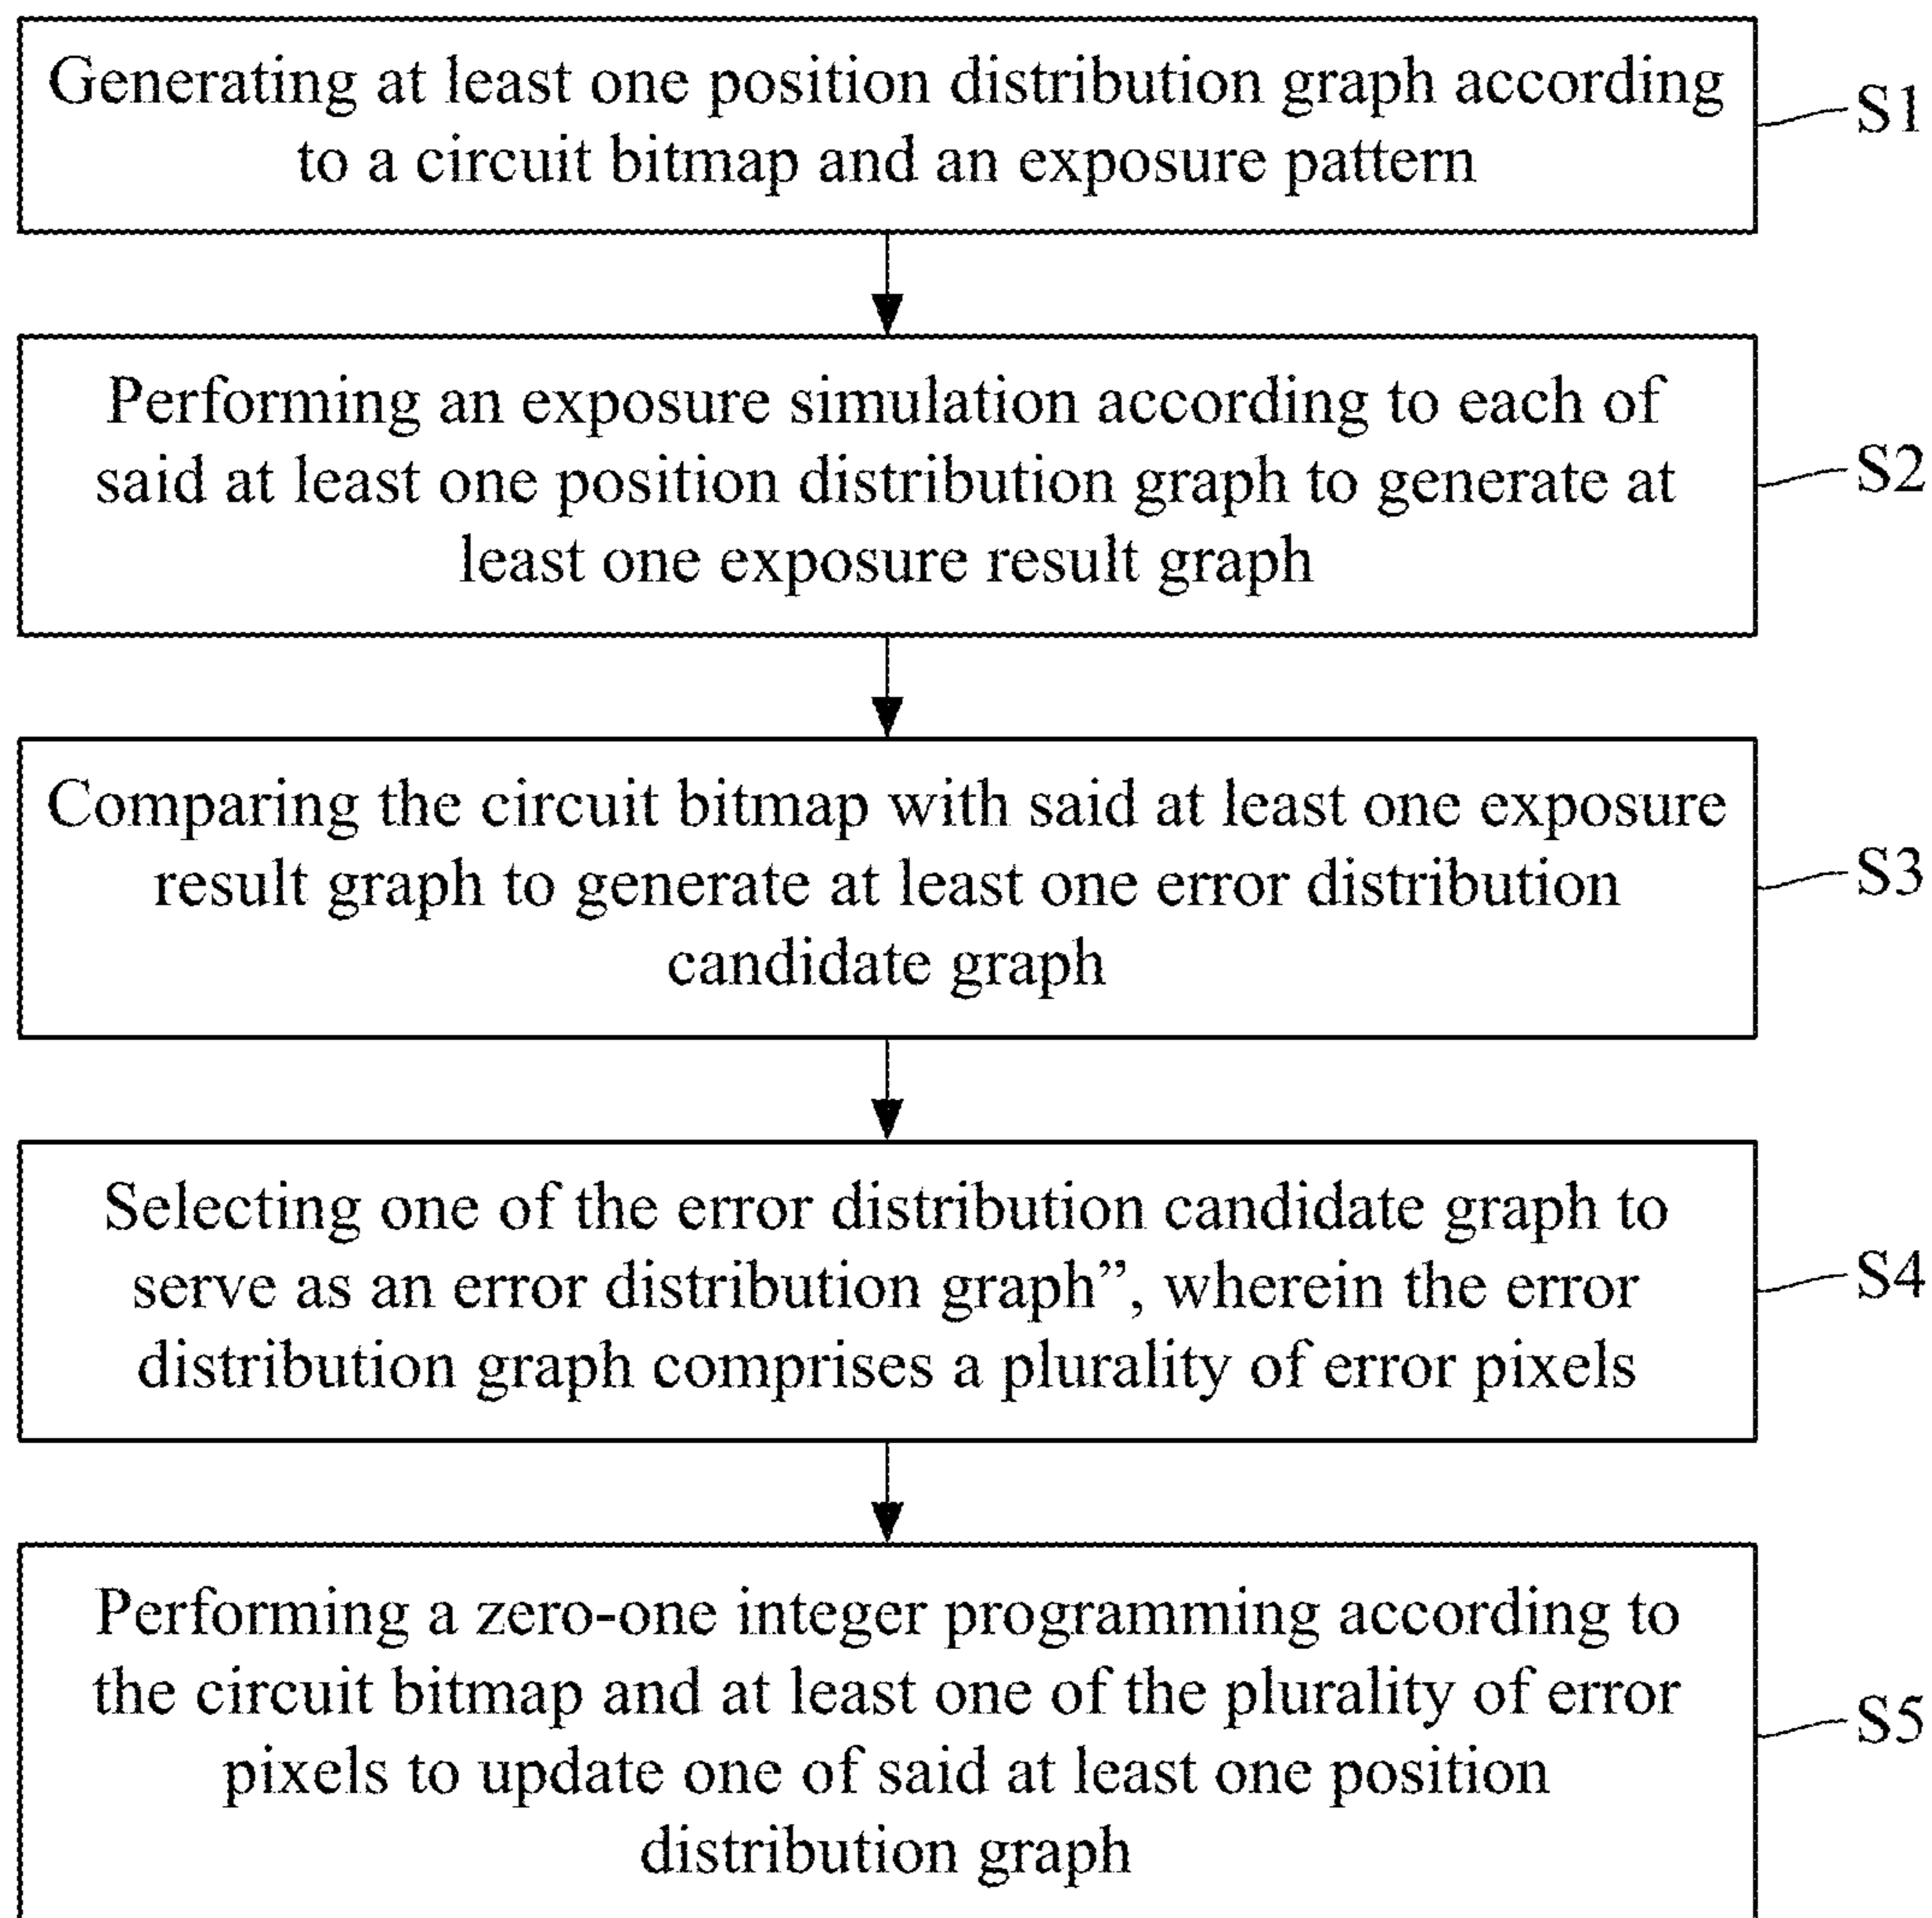 Generating at least one position distribution graph according
to a circuit bitmap and an exposure pattern
S1
Performing an exposure simulation according to each of
said at least one position distribution graph to generate at
least one exposure result graph
S2
Comparing the circuit bitmap with said at least one exposure
result graph to generate at least one error distribution
candidate graph
S3
Selecting one of the error distribution candidate graph to
serve as an error distribution graph”, wherein the error
distribution graph comprises a plurality of error pixels
S4
Performing a zero-one integer programming according to
the circuit bitmap and at least one of the plurality of error
pixels to update one of said at least one position
distribution graph
S5